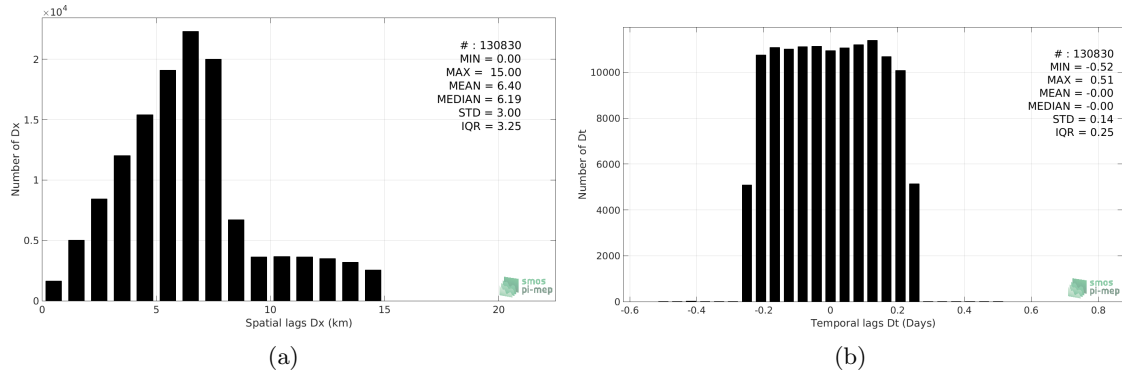 ×10^4
2
1.5
1
0.5
0
0
5
10
15
20
Number of Dx
Spatial lags Dx (km)
# : 130830
MIN = 0.00
MAX = 15.00
MEAN = 6.40
MEDIAN = 6.19
STD = 3.00
IQR = 3.25
smos
pi-mep
(a)
10000
8000
6000
4000
2000
0
-0.6
-0.4
-0.2
0
0.2
0.4
0.6
0.8
Number of Dt
Temporal lags Dt (Days)
# : 130830
MIN = -0.52
MAX = 0.51
MEAN = -0.00
MEDIAN = -0.00
STD = 0.14
IQR = 0.25
smos
pi-mep
(b)